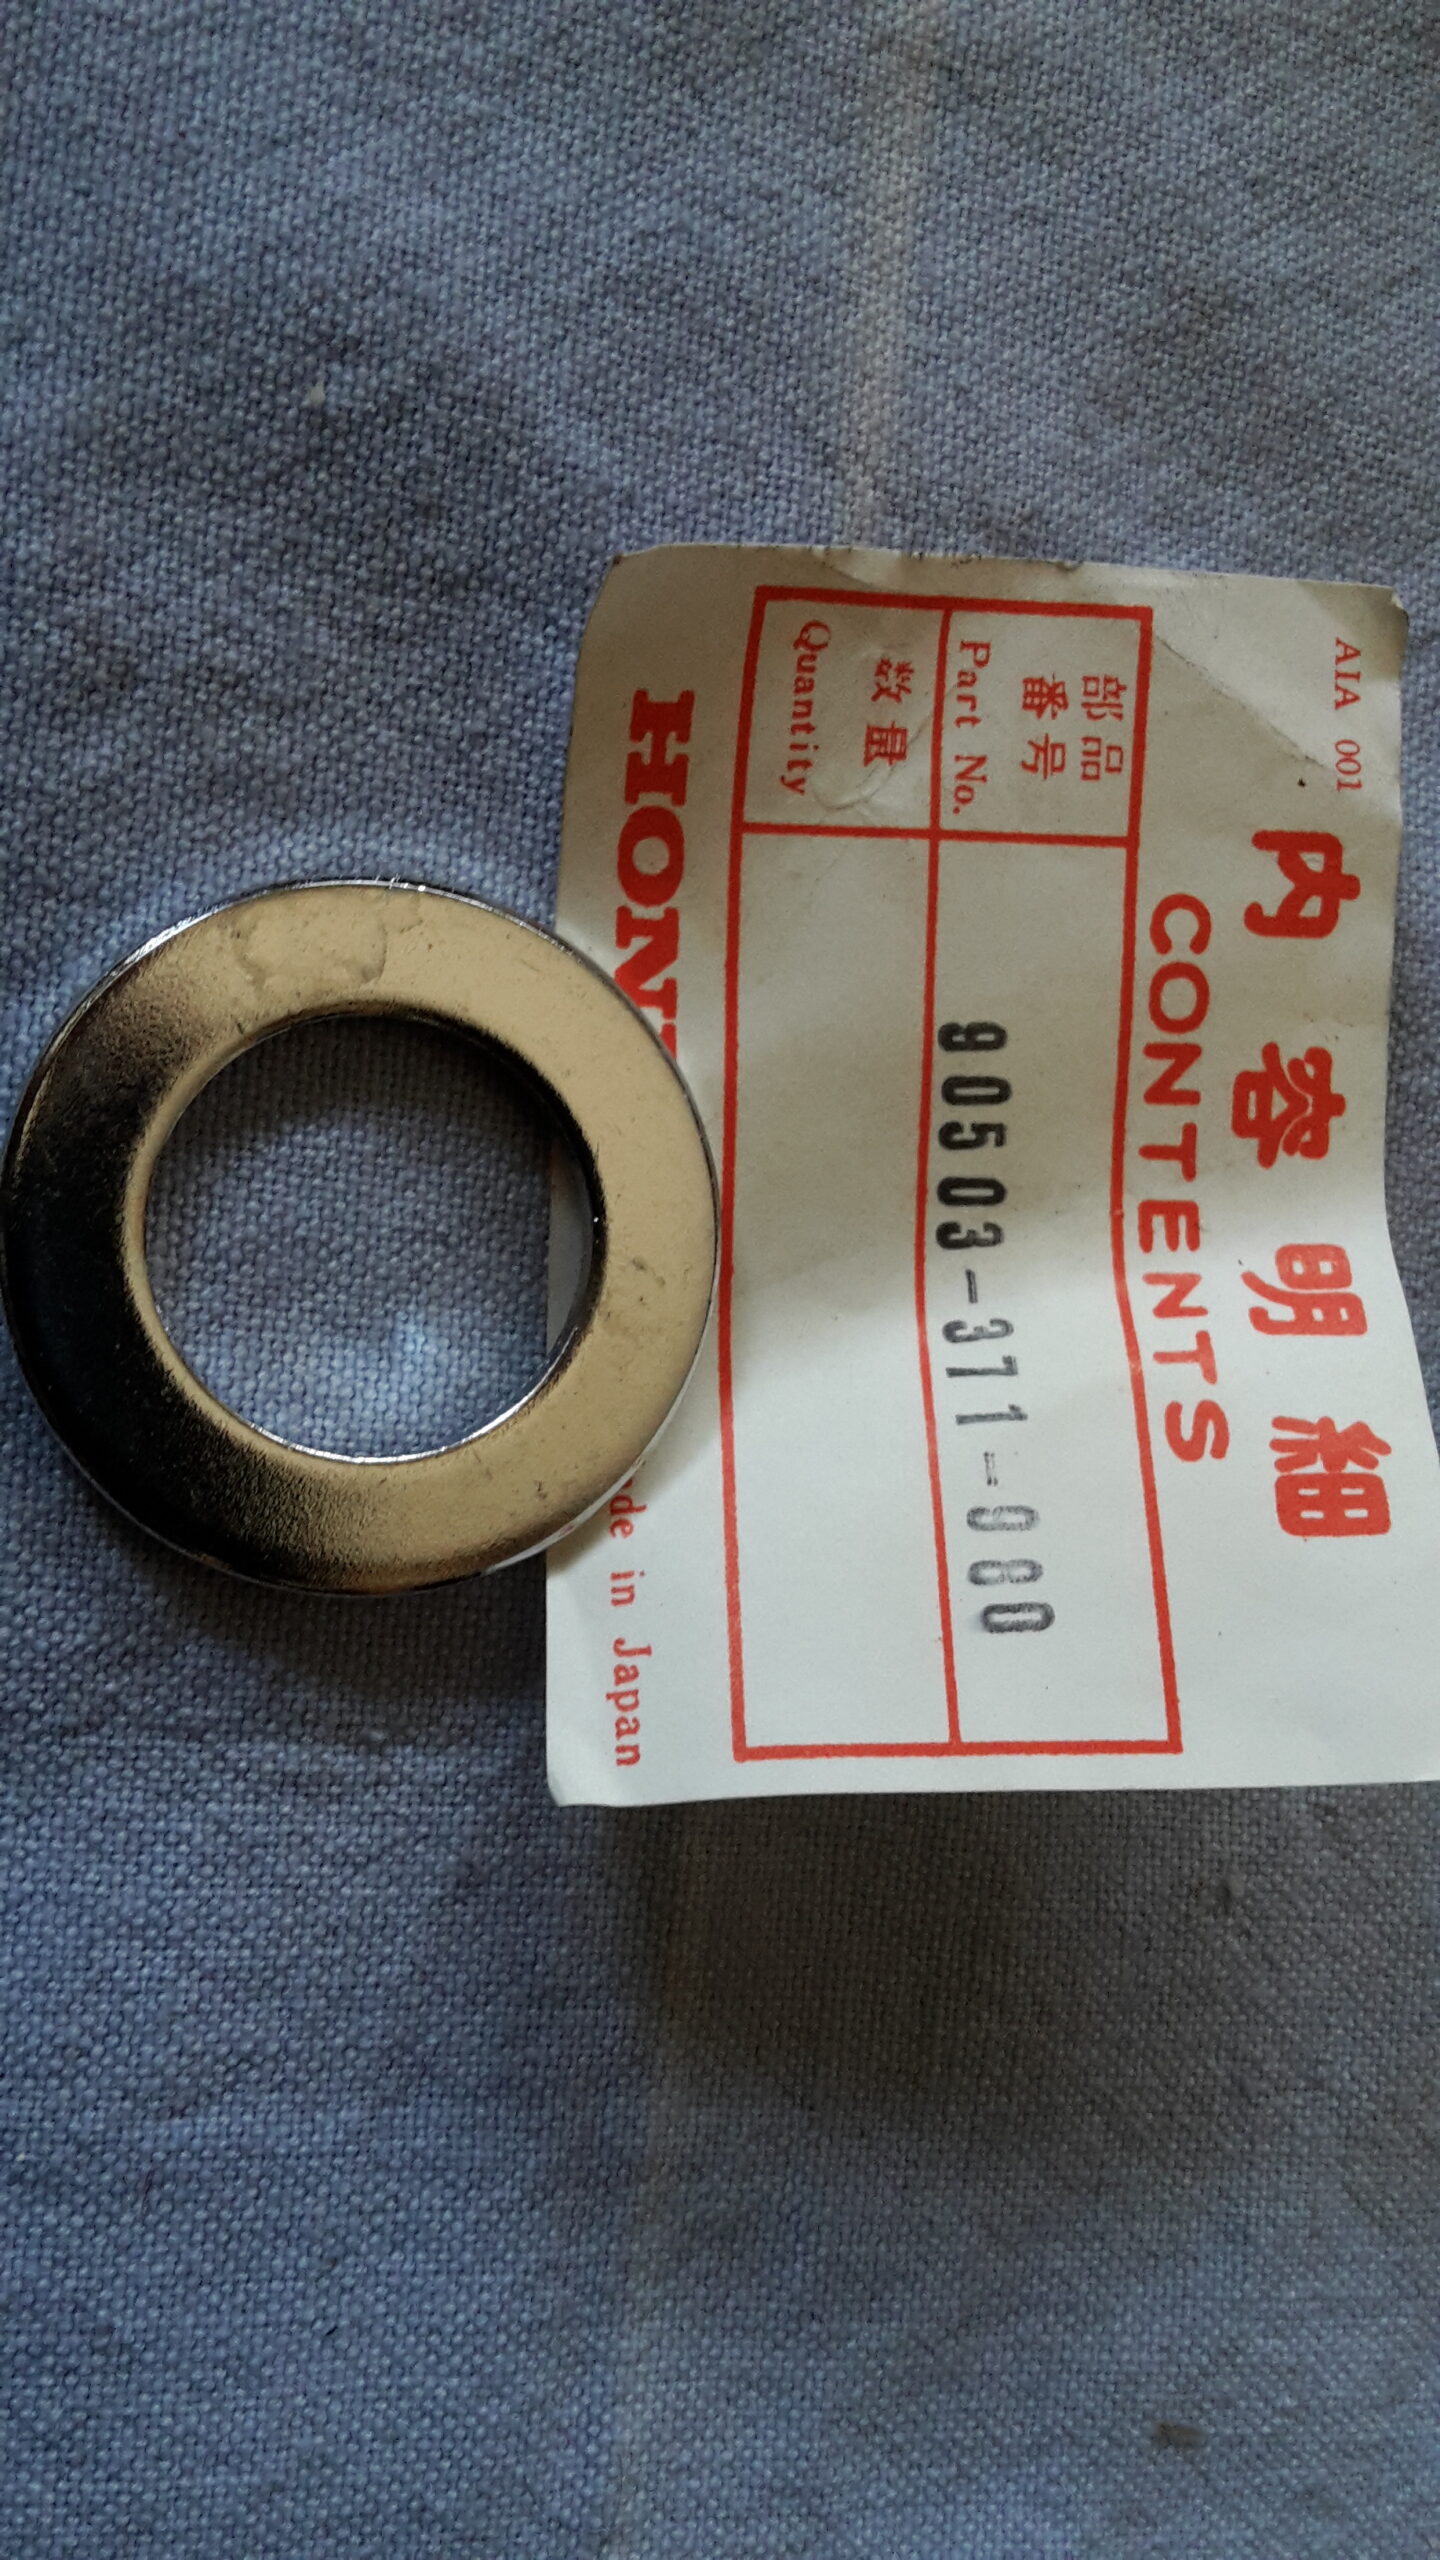 AIA 001
内容明細
CONTENTS
部品
番号
Part No.
90503-371-980
数量
Quantity
HON
de in Japan